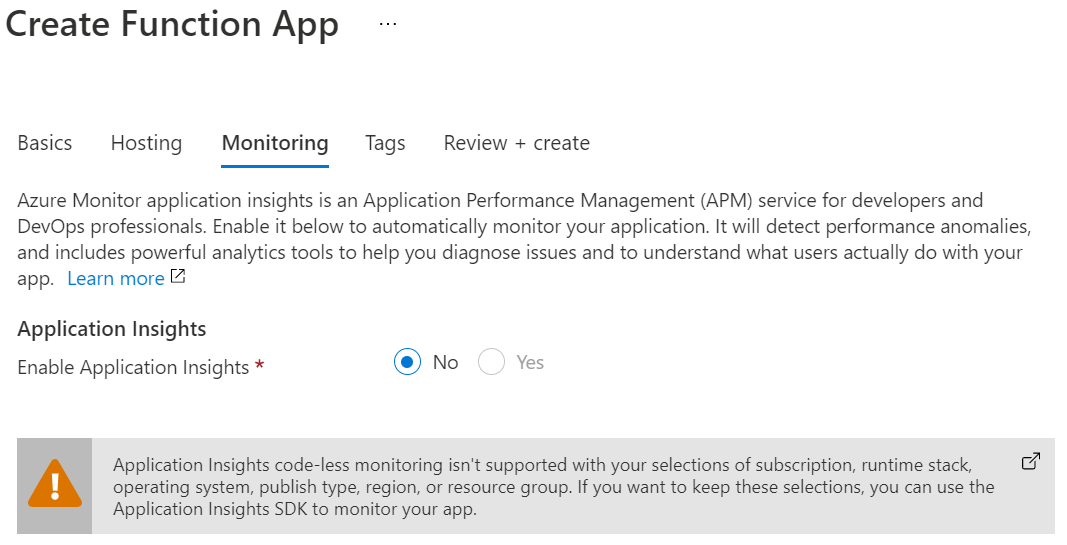 Create Function App ...
Basics Hosting Monitoring Tags Review + create
Azure Monitor application insights is an Application Performance Management (APM) service for developers and
DevOps professionals. Enable it below to automatically monitor your application. It will detect performance anomalies,
and includes powerful analytics tools to help you diagnose issues and to understand what users actually do with your
app. Learn more
Application Insights
Enable Application Insights * No Yes
Application Insights code-less monitoring isn't supported with your selections of subscription, runtime stack,
operating system, publish type, region, or resource group. If you want to keep these selections, you can use the
Application Insights SDK to monitor your app.